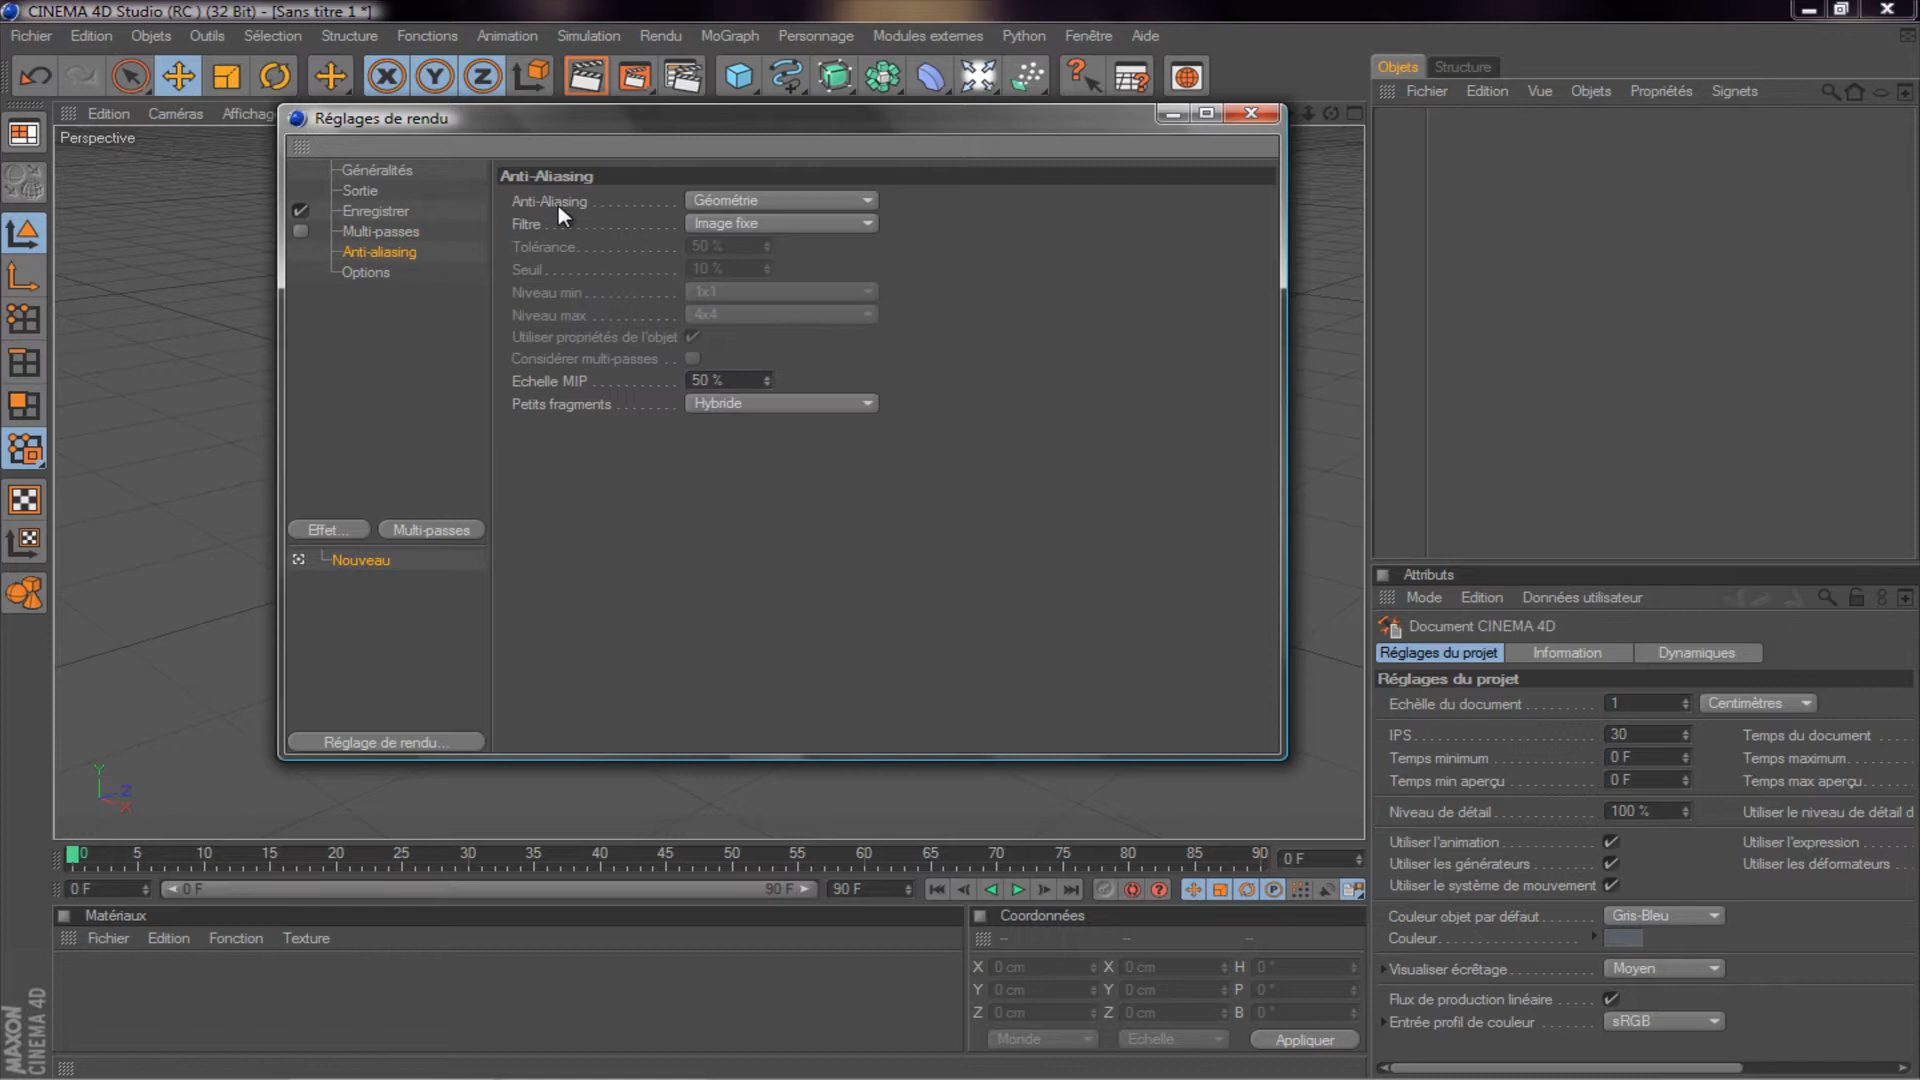 CINEMA 4D Studio (RC ) (32 Bit) - [Sans titre 1 *]
Fichier Edition Objets Outils Sélection Structure Fonctions Animation Simulation Rendu MoGraph Personnage Modules externes Python Fenêtre Aide
Objets Structure
Fichier Edition Vue Objets Propriétés Signets
Edition Caméras Affichag
Perspective
Réglages de rendu
Généralités
Sortie
Enregistrer
Multi-passes
Anti-aliasing
Options
Effet... Multi-passes
Nouveau
Réglage de rendu...
Anti-Aliasing
Anti-Aliasing Géométrie
Filtre Image fixe
Tolérance 50 %
Seuil 10 %
Niveau min 1x1
Niveau max 4x4
Utiliser propriétés de l'objet
Considérer multi-passes
Echelle MIP 50 %
Petits fragments Hybride
X Y Z
Y
Z
X
0 5 10 15 20 25 30 35 40 45 50 55 60 65 70 75 80 85 90 0 F
0 F 0 F 90 F 90 F
Matériaux
Fichier Edition Fonction Texture
Coordonnées
-- -- --
X 0 cm X 0 cm H 0 °
Y 0 cm Y 0 cm P 0 °
Z 0 cm Z 0 cm B 0 °
Monde Echelle Appliquer
Attributs
Mode Edition Données utilisateur
Document CINEMA 4D
Réglages du projet Information Dynamiques
Réglages du projet
Echèlle du document 1 Centimètres
IPS 30 Temps du document
Temps minimum 0 F Temps maximum
Temps min aperçu 0 F Temps max aperçu
Niveau de détail 100 % Utiliser le niveau de détail d
Utiliser l'animation Utiliser l'expression
Utiliser les générateurs Utiliser les déformateurs
Utiliser le système de mouvement
Couleur objet par défaut Gris-Bleu
Couleur
Visualiser écrêtage Moyen
Flux de production linéaire
Entrée profil de couleur sRGB
MAXON
CINEMA 4D